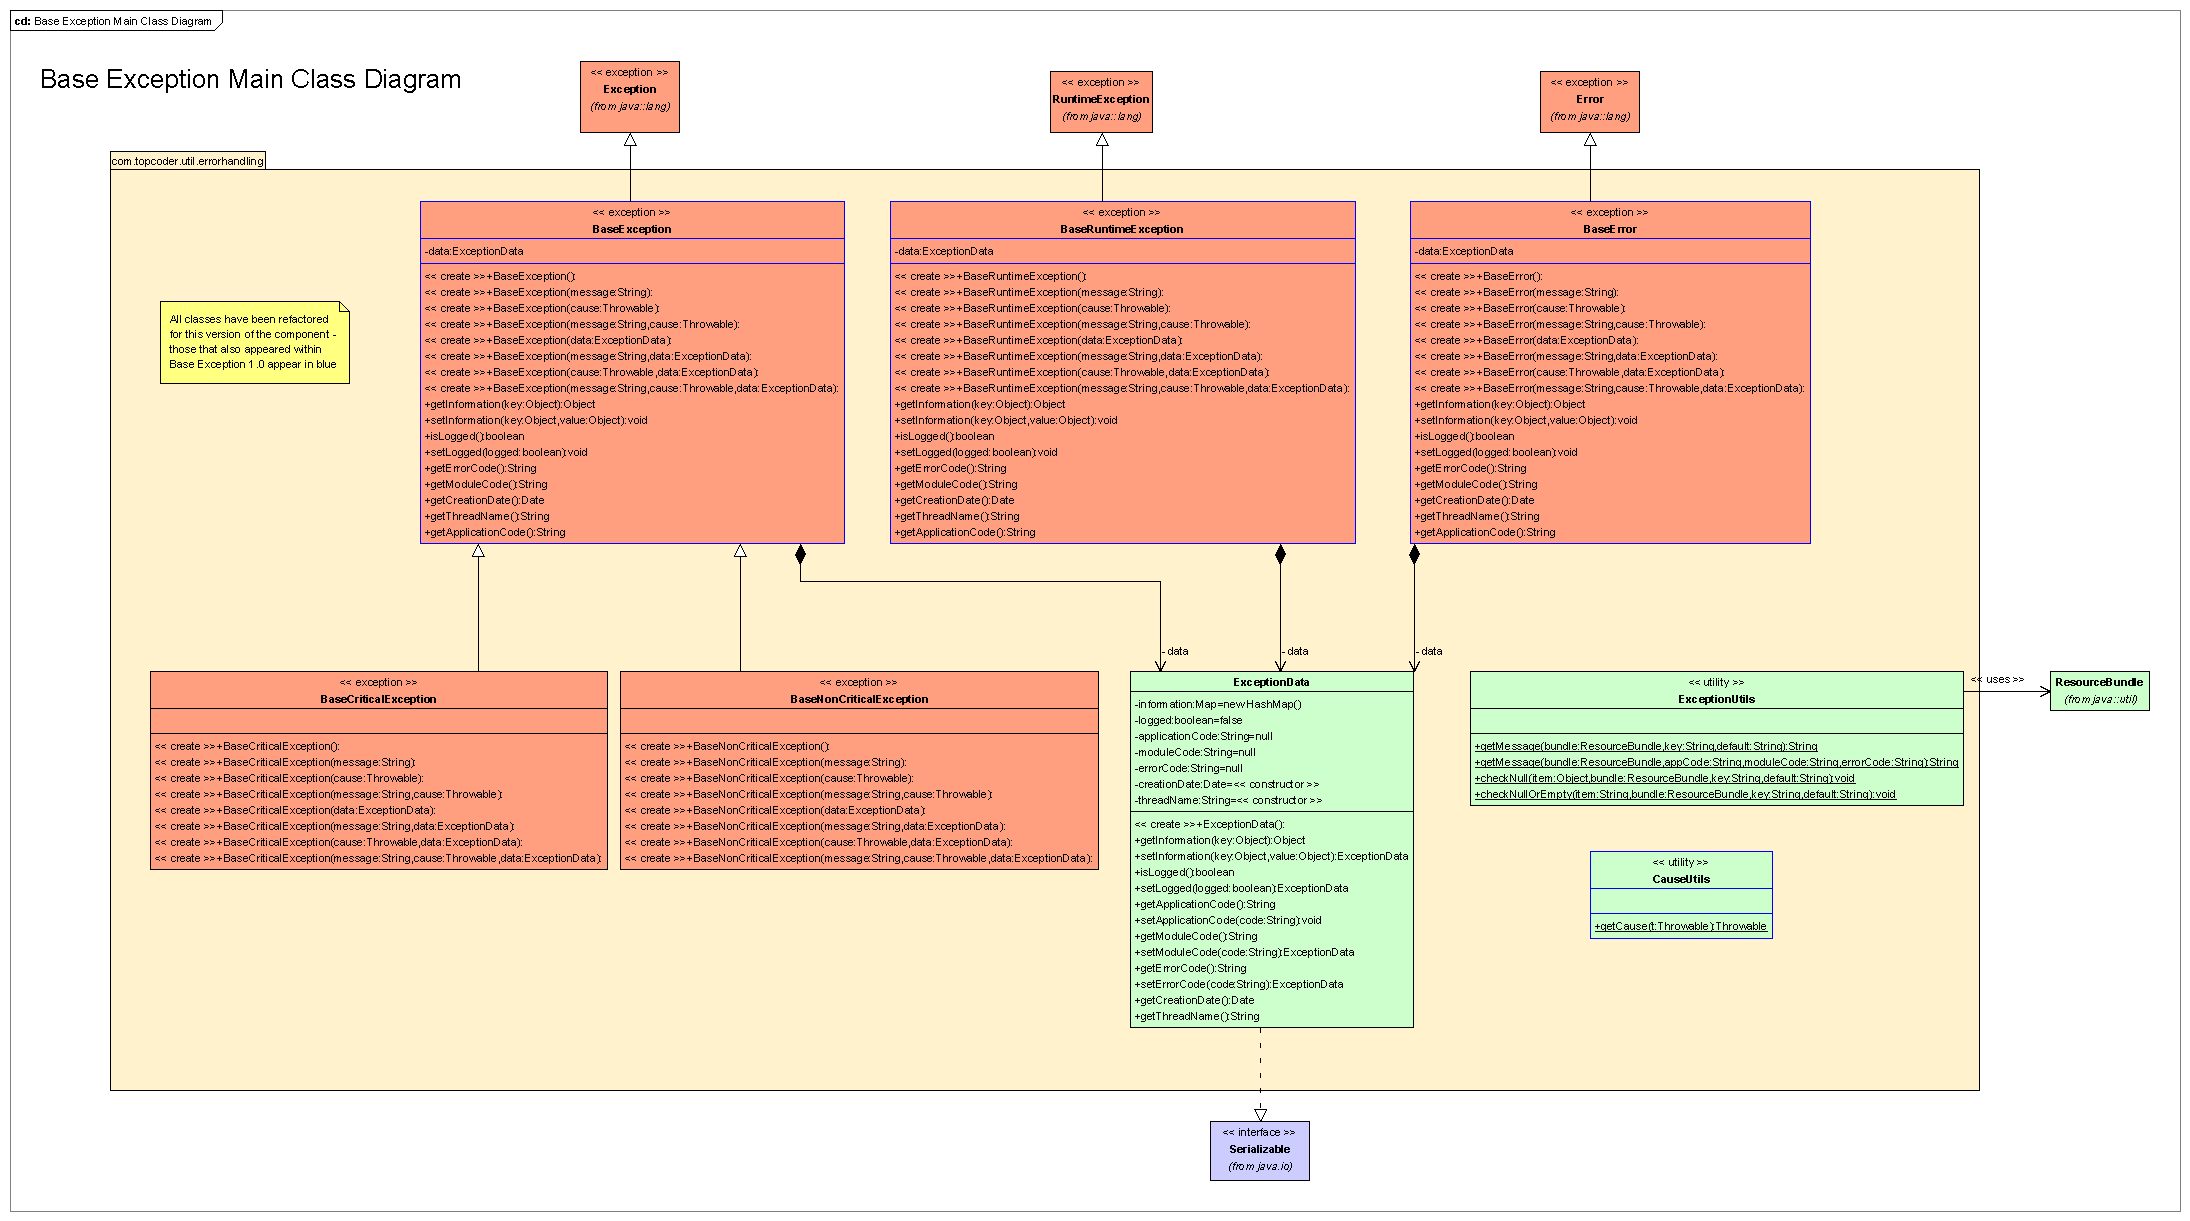 cd: Base Exception Main Class Diagram
Base Exception Main Class Diagram
<< exception >>
Exception
(from java::lang)
<< exception >>
RuntimeException
(from java::lang)
<< exception >>
Error
(from java::lang)
com.topcoder.util.errorhandling
<< exception >>
BaseException
-data:ExceptionData
<< create >>+BaseException():
<< create >>+BaseException(message:String):
<< create >>+BaseException(cause:Throwable):
<< create >>+BaseException(message:String,cause:Throwable):
<< create >>+BaseException(data:ExceptionData):
<< create >>+BaseException(message:String,data:ExceptionData):
<< create >>+BaseException(cause:Throwable,data:ExceptionData):
<< create >>+BaseException(message:String,cause:Throwable,data:ExceptionData):
+getInformation(key:Object):Object
+setInformation(key:Object,value:Object):void
+isLogged():boolean
+setLogged(logged:boolean):void
+getErrorCode():String
+getModuleCode():String
+getCreationDate():Date
+getThreadName():String
+getApplicationCode():String
<< exception >>
BaseRuntimeException
-data:ExceptionData
<< create >>+BaseRuntimeException():
<< create >>+BaseRuntimeException(message:String):
<< create >>+BaseRuntimeException(cause:Throwable):
<< create >>+BaseRuntimeException(message:String,cause:Throwable):
<< create >>+BaseRuntimeException(data:ExceptionData):
<< create >>+BaseRuntimeException(message:String,data:ExceptionData):
<< create >>+BaseRuntimeException(cause:Throwable,data:ExceptionData):
<< create >>+BaseRuntimeException(message:String,cause:Throwable,data:ExceptionData):
+getInformation(key:Object):Object
+setInformation(key:Object,value:Object):void
+isLogged():boolean
+setLogged(logged:boolean):void
+getErrorCode():String
+getModuleCode():String
+getCreationDate():Date
+getThreadName():String
+getApplicationCode():String
<< exception >>
BaseError
-data:ExceptionData
<< create >>+BaseError():
<< create >>+BaseError(message:String):
<< create >>+BaseError(cause:Throwable):
<< create >>+BaseError(message:String,cause:Throwable):
<< create >>+BaseError(data:ExceptionData):
<< create >>+BaseError(message:String,data:ExceptionData):
<< create >>+BaseError(cause:Throwable,data:ExceptionData):
<< create >>+BaseError(message:String,cause:Throwable,data:ExceptionData):
+getInformation(key:Object):Object
+setInformation(key:Object,value:Object):void
+isLogged():boolean
+setLogged(logged:boolean):void
+getErrorCode():String
+getModuleCode():String
+getCreationDate():Date
+getThreadName():String
+getApplicationCode():String
All classes have been refactored
for this version of the component -
those that also appeared within
Base Exception 1.0 appear in blue
- data
- data
- data
<< exception >>
BaseCriticalException
<< create >>+BaseCriticalException():
<< create >>+BaseCriticalException(message:String):
<< create >>+BaseCriticalException(cause:Throwable):
<< create >>+BaseCriticalException(message:String,cause:Throwable):
<< create >>+BaseCriticalException(data:ExceptionData):
<< create >>+BaseCriticalException(message:String,data:ExceptionData):
<< create >>+BaseCriticalException(cause:Throwable,data:ExceptionData):
<< create >>+BaseCriticalException(message:String,cause:Throwable,data:ExceptionData):
<< exception >>
BaseNonCriticalException
<< create >>+BaseNonCriticalException():
<< create >>+BaseNonCriticalException(message:String):
<< create >>+BaseNonCriticalException(cause:Throwable):
<< create >>+BaseNonCriticalException(message:String,cause:Throwable):
<< create >>+BaseNonCriticalException(data:ExceptionData):
<< create >>+BaseNonCriticalException(message:String,data:ExceptionData):
<< create >>+BaseNonCriticalException(cause:Throwable,data:ExceptionData):
<< create >>+BaseNonCriticalException(message:String,cause:Throwable,data:ExceptionData):
ExceptionData
-information:Map=new HashMap()
-logged:boolean=false
-applicationCode:String=null
-moduleCode:String=null
-errorCode:String=null
-creationDate:Date=<< constructor >>
-threadName:String=<< constructor >>
<< create >>+ExceptionData():
+getInformation(key:Object):Object
+setInformation(key:Object,value:Object):ExceptionData
+isLogged():boolean
+setLogged(logged:boolean):ExceptionData
+getApplicationCode():String
+setApplicationCode(code:String):void
+getModuleCode():String
+setModuleCode(code:String):ExceptionData
+getErrorCode():String
+setErrorCode(code:String):ExceptionData
+getCreationDate():Date
+getThreadName():String
<< utility >>
ExceptionUtils
+getMessage(bundle:ResourceBundle,key:String,default:String):String
+getMessage(bundle:ResourceBundle,appCode:String,moduleCode:String,errorCode:String):String
+checkNull(item:Object,bundle:ResourceBundle,key:String,default:String):void
+checkNullOrEmpty(item:String,bundle:ResourceBundle,key:String,default:String):void
<< uses >>
ResourceBundle
(from java::util)
<< utility >>
CauseUtils
+getCause(t:Throwable):Throwable
<< interface >>
Serializable
(from java.io)